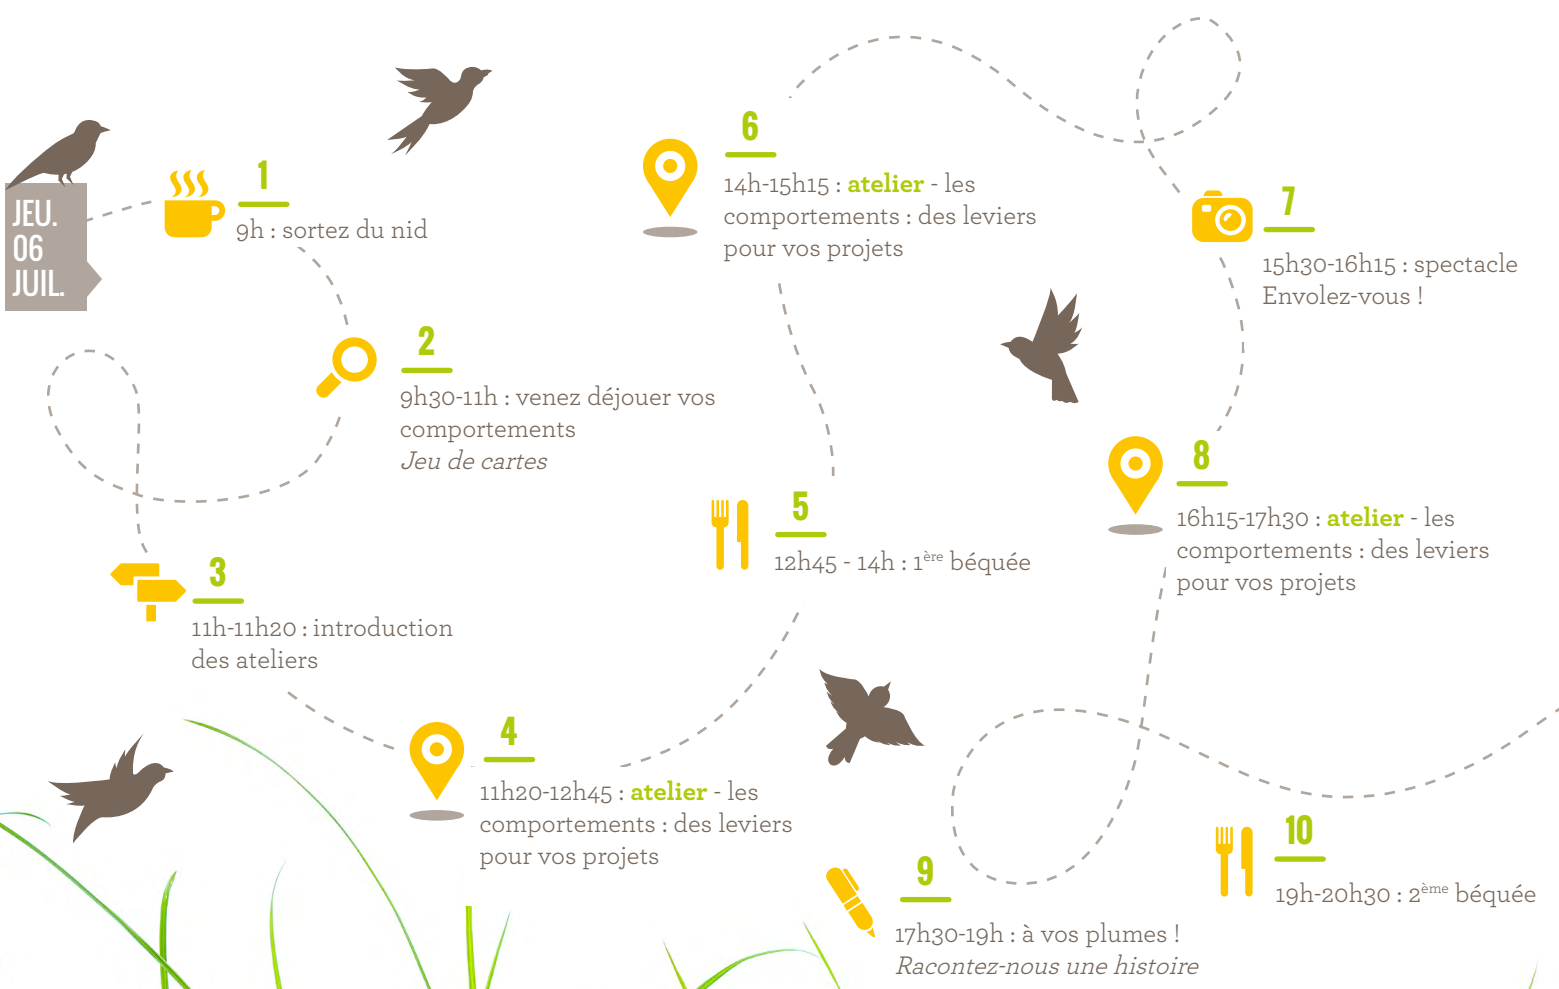 JEU.
06
JUIL.
1
9h : sortez du nid
2
9h30-11h : venez déjouer vos
comportements
Jeu de cartes
3
11h-11h20 : introduction
des ateliers
4
11h20-12h45 : atelier - les
comportements : des leviers
pour vos projets
5
12h45 - 14h : 1ère béquée
6
14h-15h15 : atelier - les
comportements : des leviers
pour vos projets
7
15h30-16h15 : spectacle
Envolez-vous !
8
16h15-17h30 : atelier - les
comportements : des leviers
pour vos projets
9
17h30-19h : à vos plumes !
Racontez-nous une histoire
10
19h-20h30 : 2ème béquée